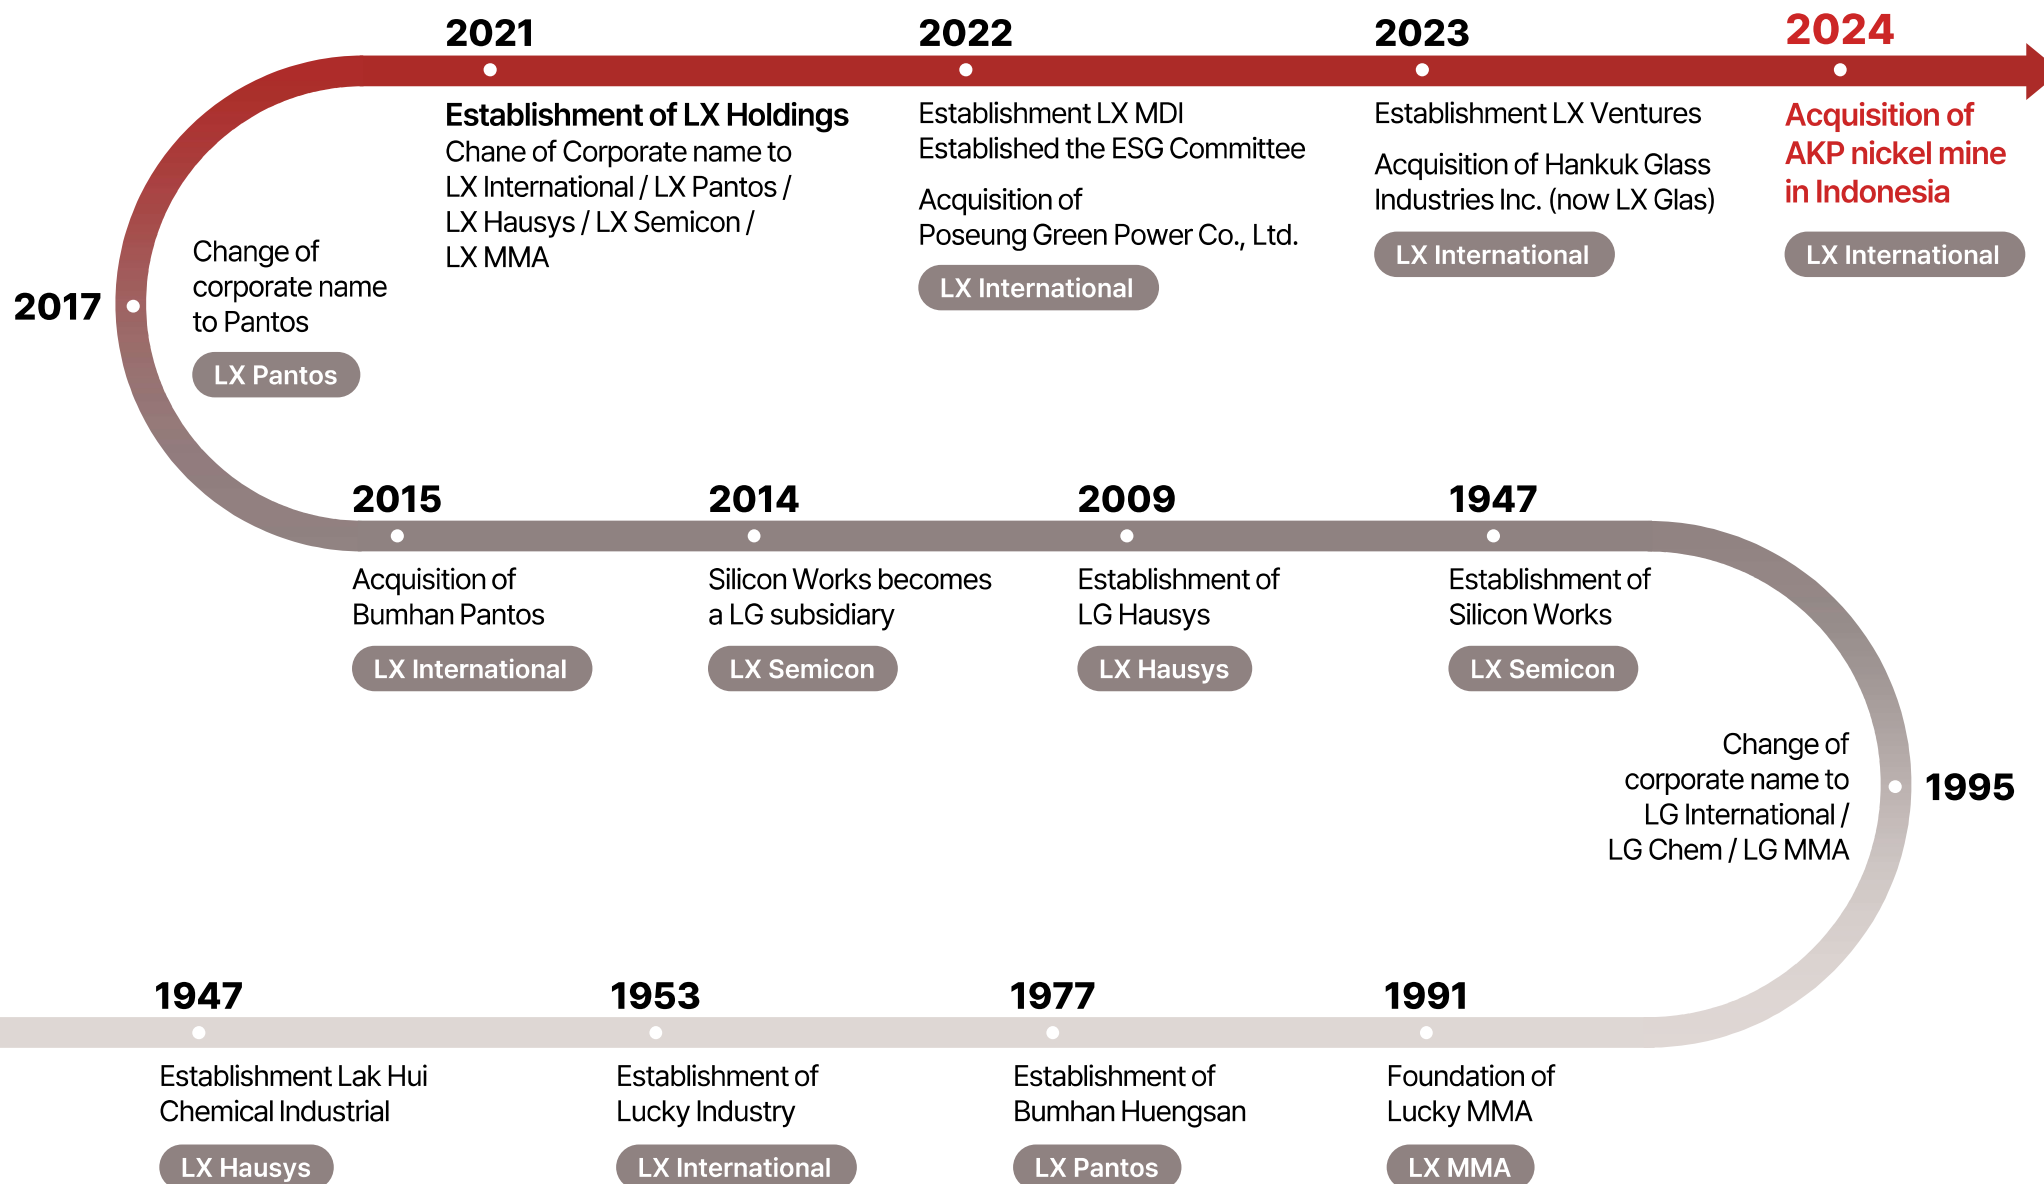 2021
Establishment of LX Holdings
Chane of Corporate name to
LX International / LX Pantos /
LX Hausys / LX Semicon /
LX MMA
2022
Establishment LX MDI
Established the ESG Committee
Acquisition of
Poseung Green Power Co., Ltd.
LX International
2023
Establishment LX Ventures
Acquisition of Hankuk Glass
Industries Inc. (now LX Glas)
LX International
2024
Acquisition of
AKP nickel mine
in Indonesia
LX International
2017
Change of
corporate name
to Pantos
LX Pantos
2015
Acquisition of
Bumhan Pantos
LX International
2014
Silicon Works becomes
a LG subsidiary
LX Semicon
2009
Establishment of
LG Hausys
LX Hausys
1947
Establishment of
Silicon Works
LX Semicon
1995
Change of
corporate name to
LG International /
LG Chem / LG MMA
1947
Establishment Lak Hui
Chemical Industrial
LX Hausys
1953
Establishment of
Lucky Industry
LX International
1977
Establishment of
Bumhan Huengsan
LX Pantos
1991
Foundation of
Lucky MMA
LX MMA